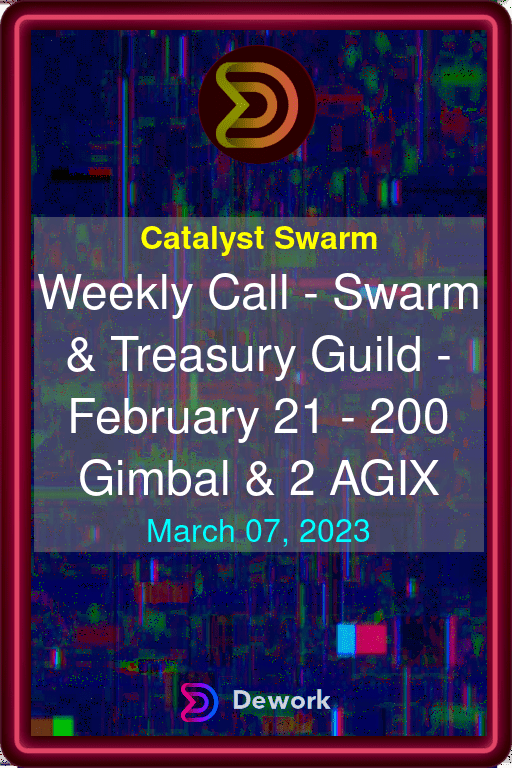 Catalyst Swarm
Weekly Call - Swarm
& Treasury Guild -
February 21 - 200
Gimbal & 2 AGIX
March 07, 2023
Dework